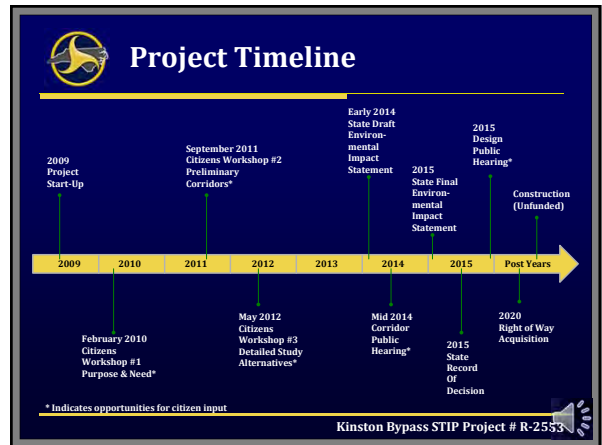 Project Timeline
Early 2014
State Draft
Environ-
mental
Impact
Statement
2015
Design
Public
Hearing*
September 2011
Citizens Workshop #2
Preliminary
Corridors*
2009
Project
Start-Up
2015
State Final
Environ-
mental
Impact
Statement
Construction
(Unfunded)
2009 2010 2011 2012 2013 2014 2015 Post Years
February 2010
Citizens
Workshop #1
Purpose & Need*
May 2012
Citizens
Workshop #3
Detailed Study
Alternatives*
Mid 2014
Corridor
Public
Hearing*
2015
State
Record
Of
Decision
2020
Right of Way
Acquisition
* Indicates opportunities for citizen input
Kinston Bypass STIP Project # R-2553